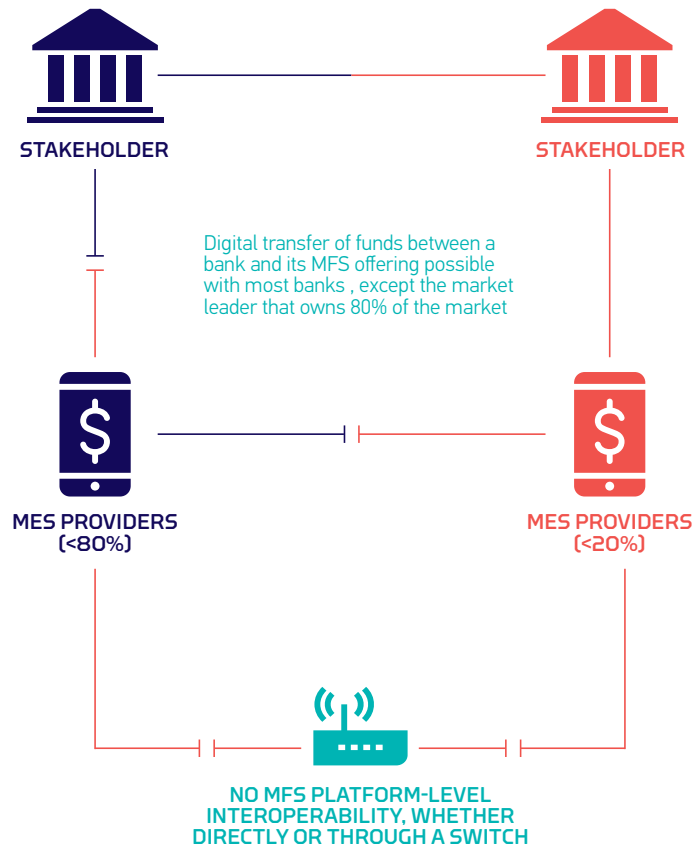 STAKEHOLDER
STAKEHOLDER
Digital transfer of funds between a
bank and its MFS offering possible
with most banks , except the market
leader that owns 80% of the market
$
$
MES PROVIDERS
(<80%)
MES PROVIDERS
(<20%)
NO MFS PLATFORM-LEVEL
INTEROPERABILITY, WHETHER
DIRECTLY OR THROUGH A SWITCH